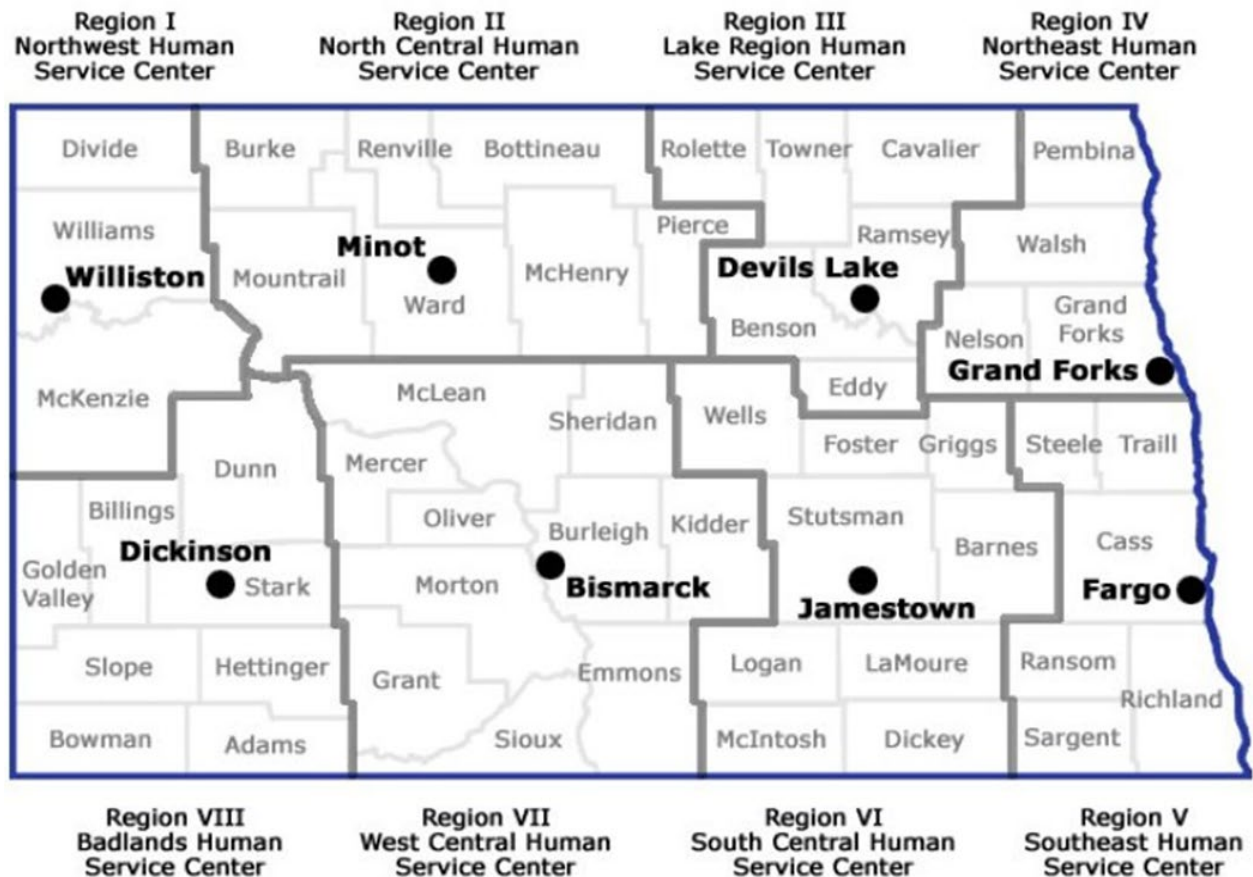 Region I
Northwest Human
Service Center
Region II
North Central Human
Service Center
Region III
Lake Region Human
Service Center
Region IV
Northeast Human
Service Center
Divide
Burke
Renville
Bottineau
Rolette
Towner
Cavalier
Pembina
Williams
Williston
Mountrail
Minot
Ward
McHenry
Pierce
Ramsey
Devils Lake
Benson
Walsh
Nelson
Grand
Forks
Grand Forks
McKenzie
McLean
Sheridan
Wells
Eddy
Foster
Griggs
Steele
Traill
Dunn
Mercer
Billings
Oliver
Burleigh
Kidder
Stutsman
Barnes
Cass
Dickinson
Golden
Valley
Stark
Morton
Bismarck
Jamestown
Fargo
Slope
Hettinger
Grant
Emmons
Logan
LaMoure
Ransom
Richland
Bowman
Adams
Sioux
McIntosh
Dickey
Sargent
Region VIII
Badlands Human
Service Center
Region VII
West Central Human
Service Center
Region VI
South Central Human
Service Center
Region V
Southeast Human
Service Center